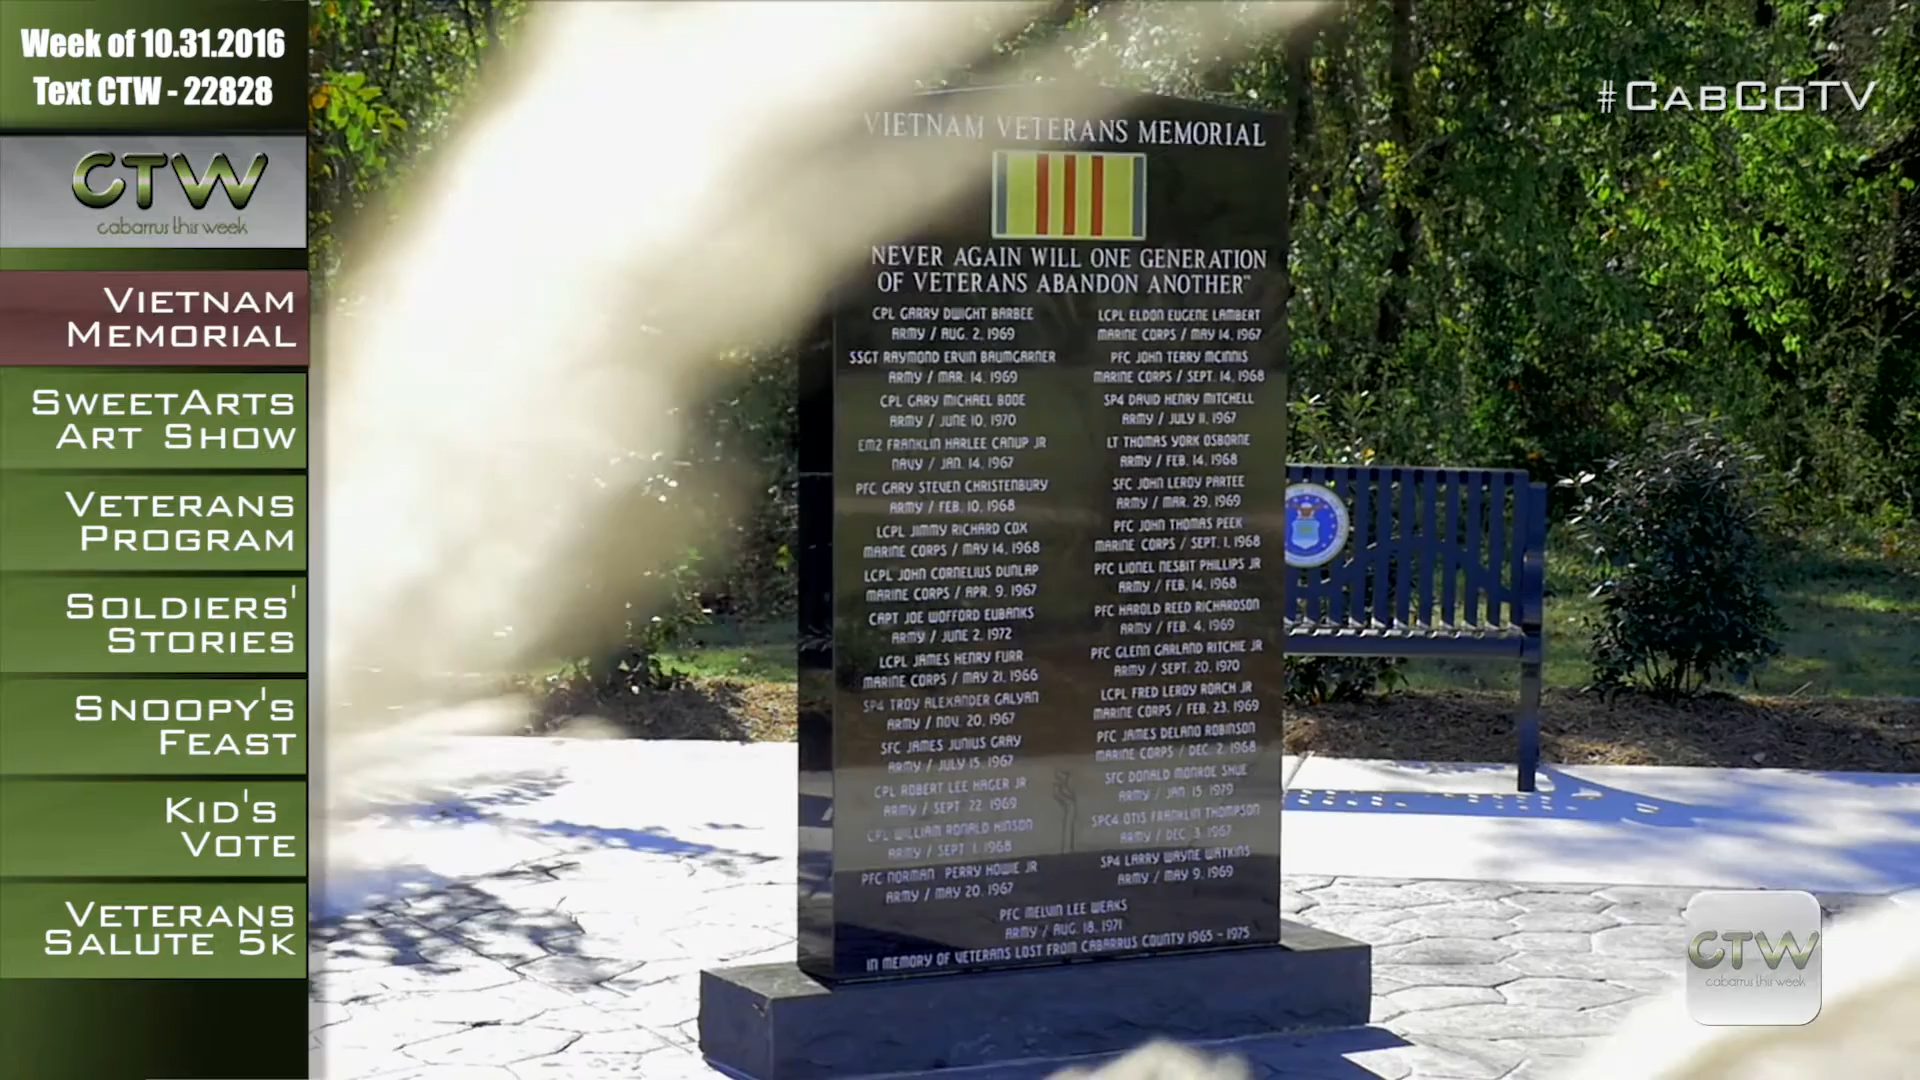 Week of 10.31.2016
Text CTW - 22828
CTW
cabarrus this week
VIETNAM
MEMORIAL
SWEETARTS
ART SHOW
VETERANS
PROGRAM
SOLDIERS'
STORIES
SNOOPY'S
FEAST
KID'S
VOTE
VETERANS
SALUTE 5K
#CABCOTV
VIETNAM VETERANS MEMORIAL
NEVER AGAIN WILL ONE GENERATION
OF VETERANS ABANDON ANOTHER™
CPL GARRY DWIGHT BARBEE
ARMY / AUG. 2, 1969
SSGT RAYMOND ERVIN BAUMGARNER
ARMY / MAR. 14, 1969
CPL GARY MICHAEL BODE
ARMY / JUNE 10, 1970
EM2 FRANKLIN HARLEE CANUP JR
NAVY / JAN. 14, 1967
PFC GARY STEVEN CHRISTENBURY
ARMY / FEB. 10, 1968
LCPL JIMMY RICHARD COX
MARINE CORPS / MAY 14, 1968
LCPL JOHN CORNELIUS DUNLAP
MARINE CORPS / APR. 9, 1967
CAPT JOE WOFFORD EUBANKS
ARMY / JUNE 2, 1972
LCPL JAMES HENRY FURR
MARINE CORPS / MAY 21, 1966
SP4 TROY ALEXANDER GALYAN
ARMY / NOV. 20, 1967
SFC JAMES JUNIUS GRAY
ARMY / JULY 15, 1967
CPL ROBERT LEE HAGER JR
ARMY / SEPT. 22, 1969
CPL WILLIAM RONALD HINSON
ARMY / SEPT. 1, 1968
PFC NORMAN PERRY HOWIE JR
ARMY / MAY 20, 1967
LCPL ELDON EUGENE LAMBERT
MARINE CORPS / MAY 14, 1967
PFC JOHN TERRY MCINNIS
MARINE CORPS / SEPT. 14, 1968
SP4 DAVID HENRY MITCHELL
ARMY / JULY 11, 1967
LT THOMAS YORK OSBORNE
ARMY / FEB. 14, 1968
SFC JOHN LEROY PARTEE
ARMY / MAR. 29, 1969
PFC JOHN THOMAS PEEK
MARINE CORPS / SEPT. 1, 1968
PFC LIONEL NESBIT PHILLIPS JR
ARMY / FEB. 14, 1968
PFC HAROLD REED RICHARDSON
ARMY / FEB. 4, 1969
PFC GLENN GARLAND RITCHIE JR
ARMY / SEPT. 20, 1970
LCPL FRED LEROY ROACH JR
MARINE CORPS / FEB. 23, 1969
PFC JAMES DELANO ROBINSON
MARINE CORPS / DEC. 2, 1968
SFC DONALD MONROE SHUE
ARMY / JAN. 15, 1979
SPC4 OTIS FRANKLIN THOMPSON
ARMY / DEC. 3, 1967
SP4 LARRY WAYNE WATKINS
ARMY / MAY 9, 1969
PFC MELVIN LEE WEAKS
ARMY / AUG. 18, 1971
IN MEMORY OF VETERANS LOST FROM CABARRUS COUNTY 1965 - 1975
CTW
cabarrus this week